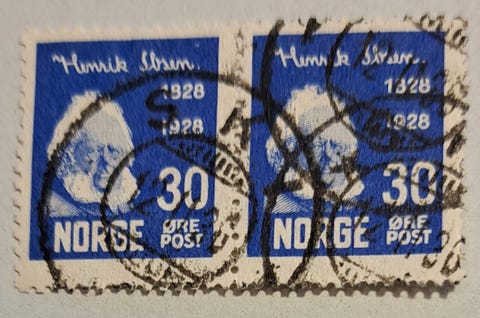 Henrik Ibsen.
1828
1928
30
NORGE
ØRE
POST
Henrik Ibsen.
1828
1928
30
NORGE
ØRE
POST
S A